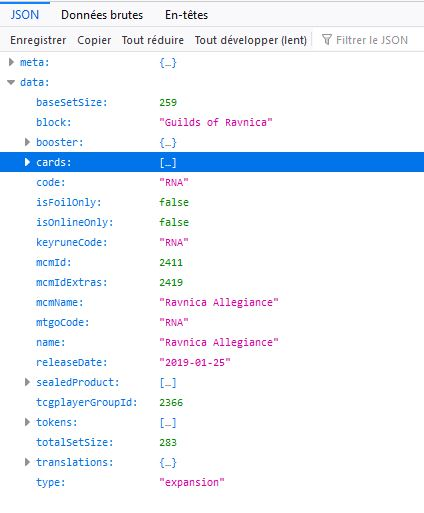 JSON Données brutes En-têtes
Enregistrer Copier Tout réduire Tout développer (lent) Filtrer le JSON
meta: {…}
data:
baseSetSize: 259
block: "Guilds of Ravnica"
booster: {…}
cards: […]
code: "RNA"
isFoilOnly: false
isOnlineOnly: false
keyruneCode: "RNA"
mcmId: 2411
mcmIdExtras: 2419
mcmName: "Ravnica Allegiance"
mtgoCode: "RNA"
name: "Ravnica Allegiance"
releaseDate: "2019-01-25"
sealedProduct: […]
tcgplayerGroupId: 2366
tokens: […]
totalSetSize: 283
translations: {…}
type: "expansion"